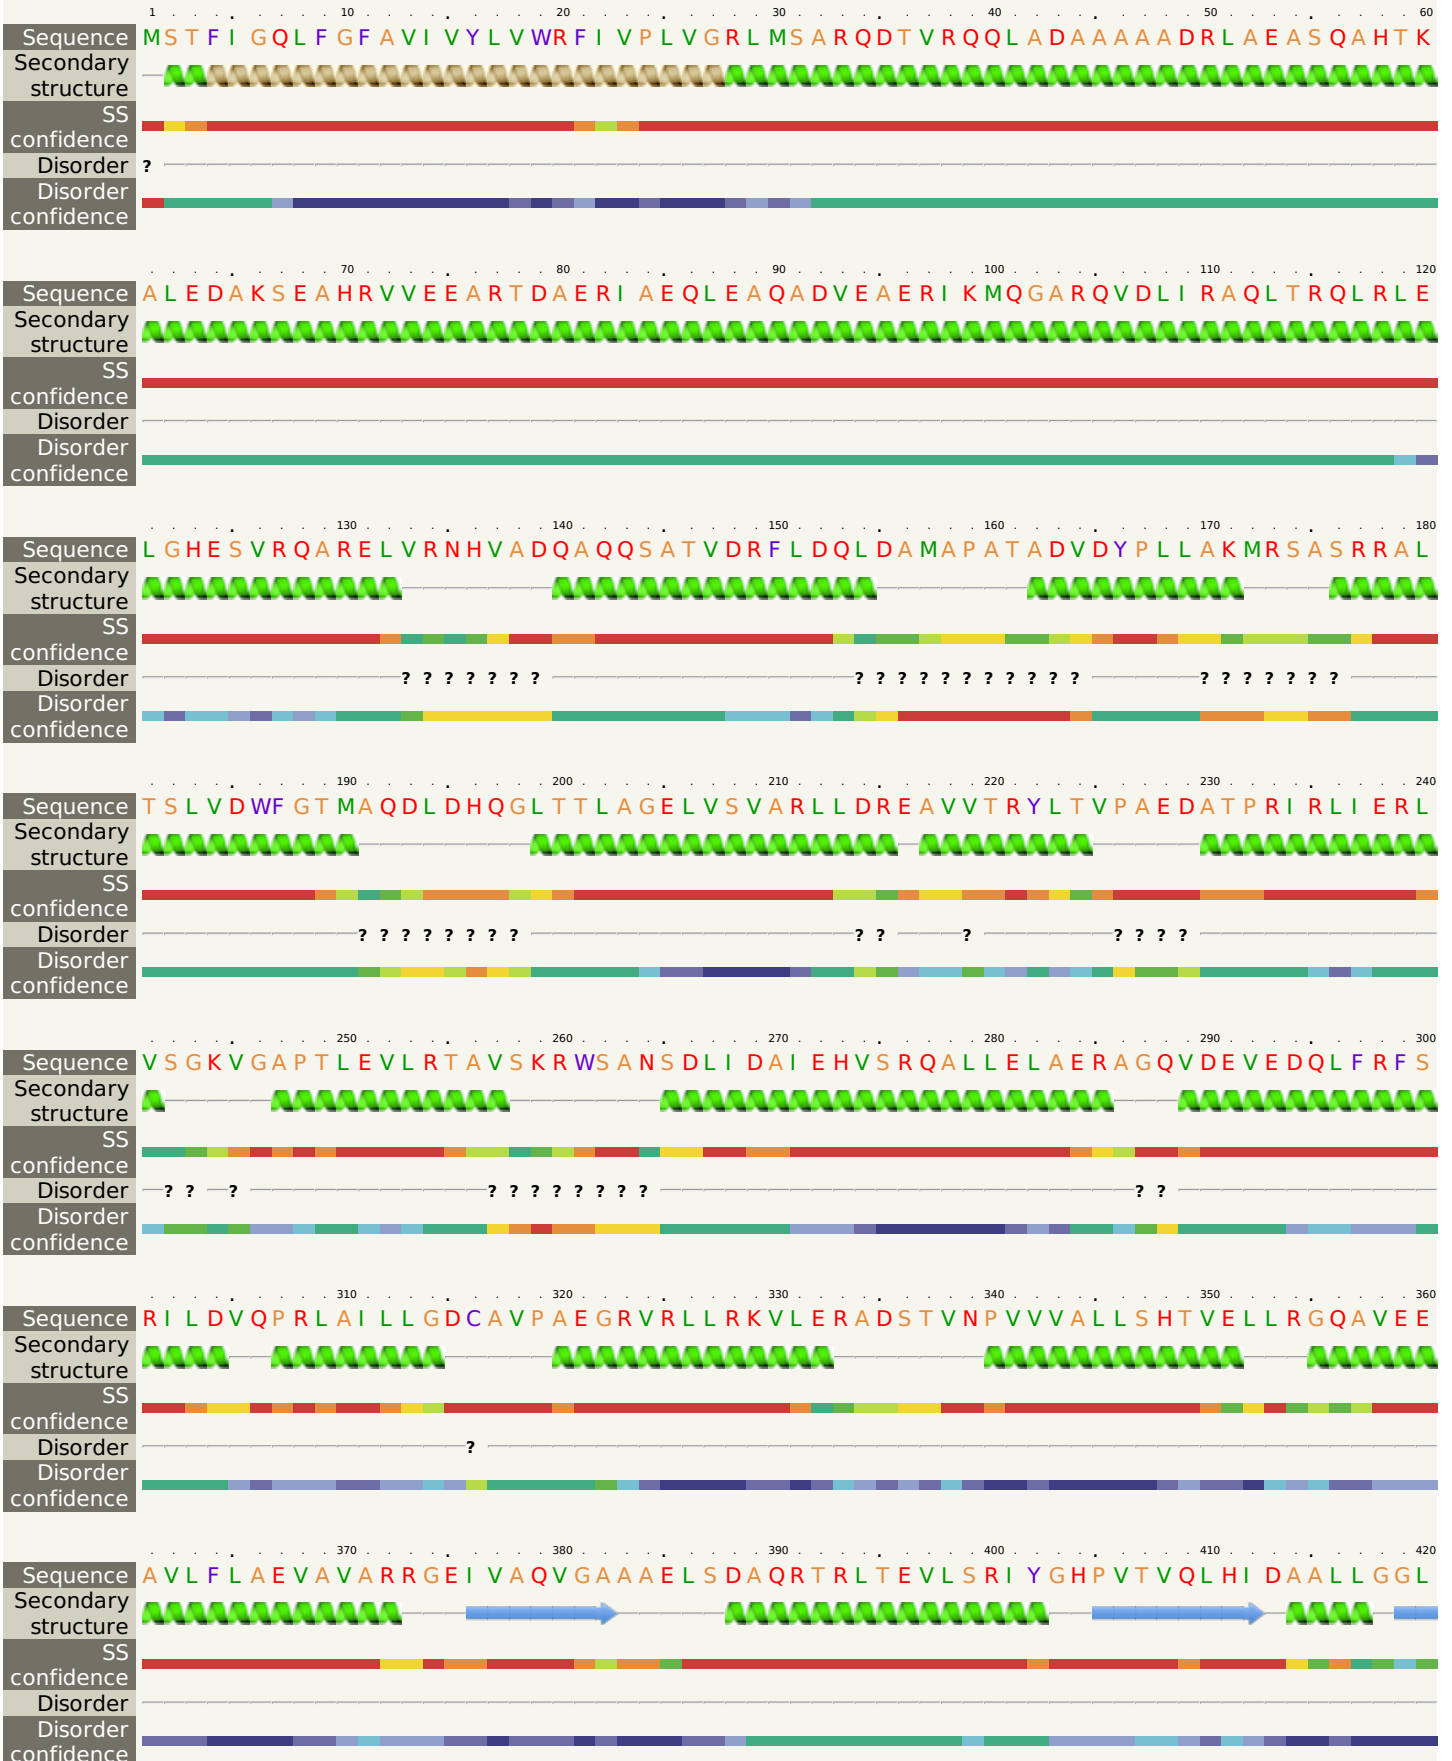 1 10 20 30 40 50 60
Sequence M S T F I G Q L F G F A V I V Y L V W R F I V P L V G R L M S A R Q D T V R Q Q L A D A A A A A D R L A E A S Q A H T K
Secondary
structure
SS
confidence
Disorder ?
Disorder
confidence
70 80 90 100 110 120
Sequence A L E D A K S E A H R V V E E A R T D A E R I A E Q L E A Q A D V E A E R I K M Q G A R Q V D L I R A Q L T R Q L R L E
Secondary
structure
SS
confidence
Disorder
Disorder
confidence
130 140 150 160 170 180
Sequence L G H E S V R Q A R E L V R N H V A D Q A Q Q S A T V D R F L D Q L D A M A P A T A D V D Y P L L A K M R S A S R R A L
Secondary
structure
SS
confidence
Disorder ? ? ? ? ? ? ? ? ? ? ? ? ? ? ? ? ? ? ? ? ? ? ? ? ?
Disorder
confidence
190 200 210 220 230 240
Sequence T S L V D W F G T M A Q D L D H Q G L T T L A G E L V S V A R L L D R E A V V T R Y L T V P A E D A T P R I R L I E R L
Secondary
structure
SS
confidence
Disorder ? ? ? ? ? ? ? ? ? ? ? ? ? ? ?
Disorder
confidence
250 260 270 280 290 300
Sequence V S G K V G A P T L E V L R T A V S K R W S A N S D L I D A I E H V S R Q A L L E L A E R A G Q V D E V E D Q L F R F S
Secondary
structure
SS
confidence
Disorder ? ? ? ? ? ? ? ? ? ? ? ? ?
Disorder
confidence
310 320 330 340 350 360
Sequence R I L D V Q P R L A I L L G D C A V P A E G R V R L L R K V L E R A D S T V N P V V V A L L S H T V E L L R G Q A V E E
Secondary
structure
SS
confidence
Disorder ?
Disorder
confidence
370 380 390 400 410 420
Sequence A V L F L A E V A V A R R G E I V A Q V G A A A E L S D A Q R T R L T E V L S R I Y G H P V T V Q L H I D A A L L G G L
Secondary
structure
SS
confidence
Disorder
Disorder
confidence